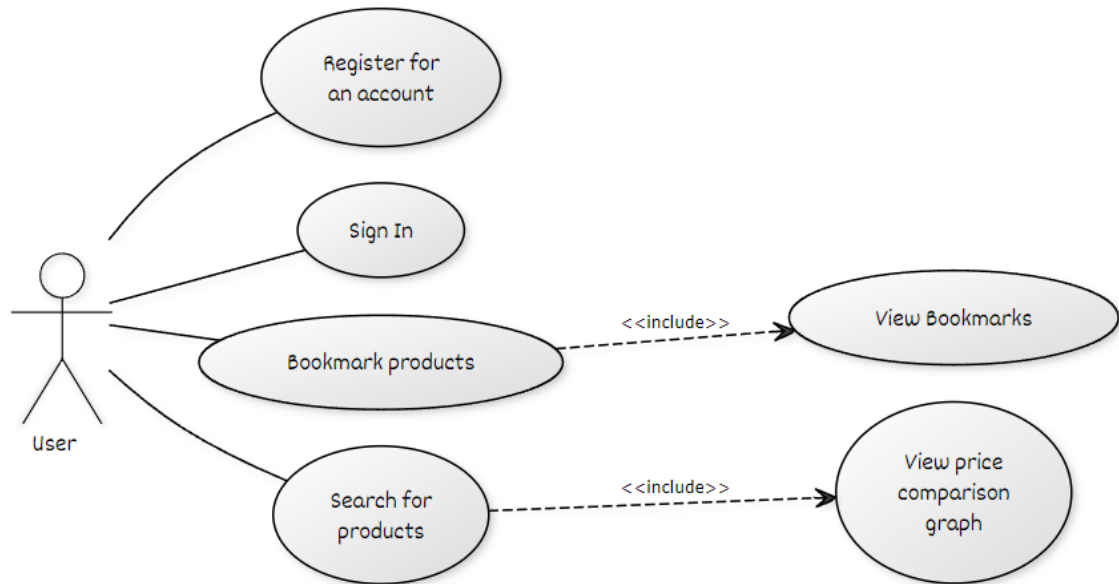 Register for
an account
Sign In
<<include>>
View Bookmarks
Bookmark products
User
View price
comparison
graph
<<include>>
Search for
products